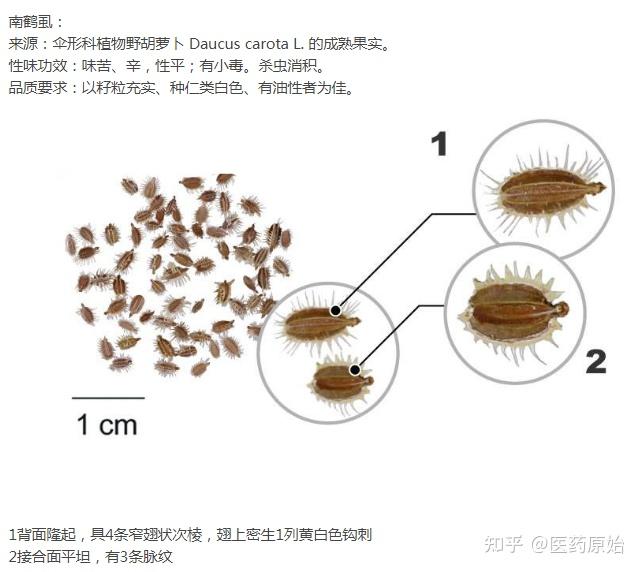 南鹤虱：
来源：伞形科植物野胡萝卜 Daucus carota L. 的成熟果实。
性味功效：味苦、辛，性平；有小毒。杀虫消积。
品质要求：以籽粒充实、种仁类白色、有油性者为佳。
1
2
1 cm
1背面隆起，具4条窄翅状次棱，翅上密生1列黄白色钩刺
2接合面平坦，有3条脉纹
知乎 @医药原始